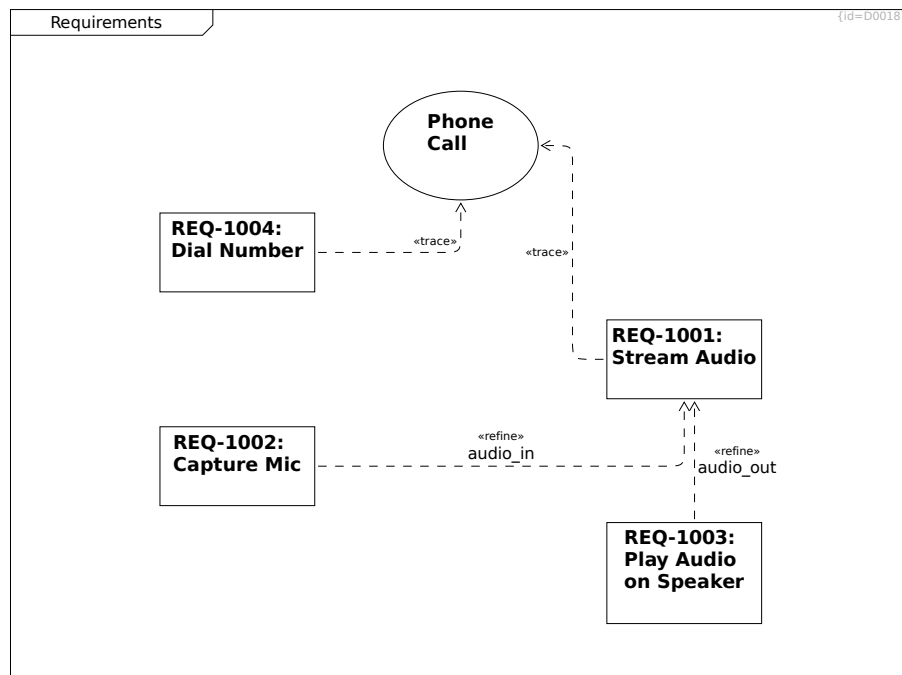 Requirements
{id=D0018}
Phone
Call
REQ-1004:
Dial Number
«trace»
«trace»
REQ-1001:
Stream Audio
REQ-1002:
Capture Mic
«refine»
audio_in
«refine»
audio_out
REQ-1003:
Play Audio
on Speaker